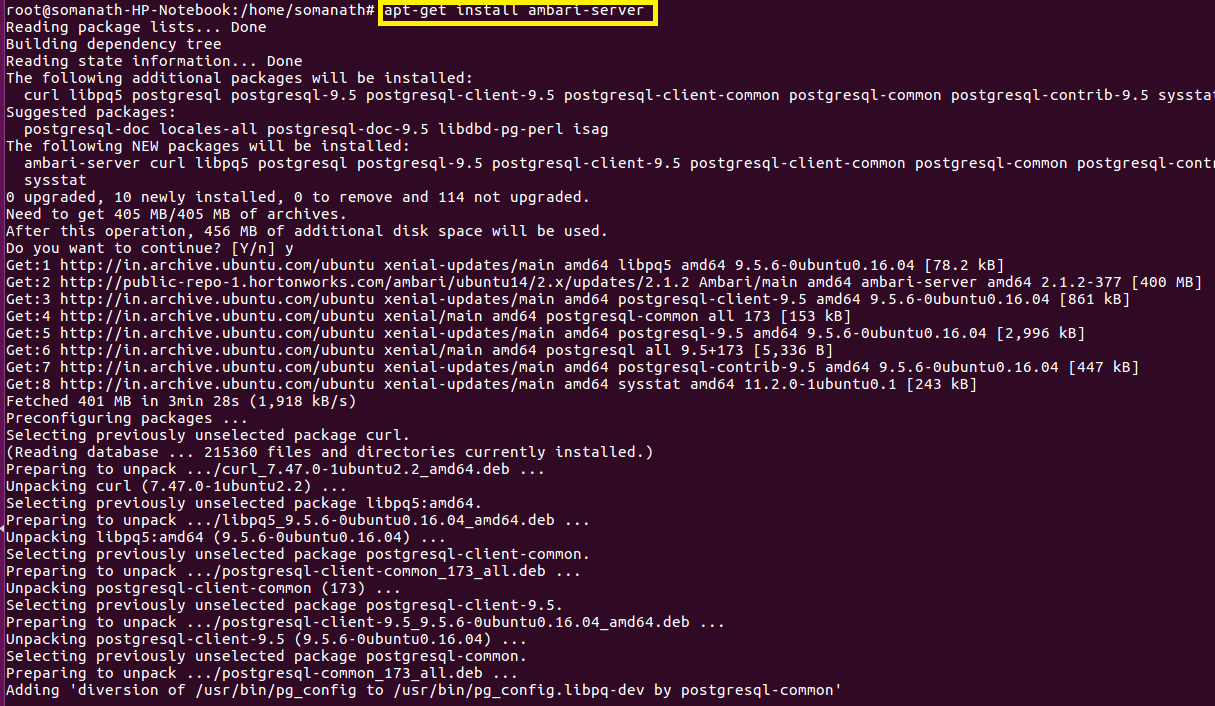 root@somanath-HP-Notebook:/home/somanath# apt-get install ambari-server
Reading package lists... Done
Building dependency tree
Reading state information... Done
The following additional packages will be installed:
  curl libpq5 postgresql postgresql-9.5 postgresql-client-9.5 postgresql-client-common postgresql-common postgresql-contrib-9.5 sysstat
Suggested packages:
  postgresql-doc locales-all postgresql-doc-9.5 libdbd-pg-perl isag
The following NEW packages will be installed:
  ambari-server curl libpq5 postgresql postgresql-9.5 postgresql-client-9.5 postgresql-client-common postgresql-common postgresql-contr
  sysstat
0 upgraded, 10 newly installed, 0 to remove and 114 not upgraded.
Need to get 405 MB/405 MB of archives.
After this operation, 456 MB of additional disk space will be used.
Do you want to continue? [Y/n] y
Get:1 http://in.archive.ubuntu.com/ubuntu xenial-updates/main amd64 libpq5 amd64 9.5.6-0ubuntu0.16.04 [78.2 kB]
Get:2 http://public-repo-1.hortonworks.com/ambari/ubuntu14/2.x/updates/2.1.2 Ambari/main amd64 ambari-server amd64 2.1.2-377 [400 MB]
Get:3 http://in.archive.ubuntu.com/ubuntu xenial-updates/main amd64 postgresql-client-9.5 amd64 9.5.6-0ubuntu0.16.04 [861 kB]
Get:4 http://in.archive.ubuntu.com/ubuntu xenial/main amd64 postgresql-common all 173 [153 kB]
Get:5 http://in.archive.ubuntu.com/ubuntu xenial-updates/main amd64 postgresql-9.5 amd64 9.5.6-0ubuntu0.16.04 [2,996 kB]
Get:6 http://in.archive.ubuntu.com/ubuntu xenial/main amd64 postgresql all 9.5+173 [5,336 B]
Get:7 http://in.archive.ubuntu.com/ubuntu xenial-updates/main amd64 postgresql-contrib-9.5 amd64 9.5.6-0ubuntu0.16.04 [447 kB]
Get:8 http://in.archive.ubuntu.com/ubuntu xenial-updates/main amd64 sysstat amd64 11.2.0-1ubuntu0.1 [243 kB]
Fetched 401 MB in 3min 28s (1,918 kB/s)
Preconfiguring packages ...
Selecting previously unselected package curl.
(Reading database ... 215360 files and directories currently installed.)
Preparing to unpack .../curl_7.47.0-1ubuntu2.2_amd64.deb ...
Unpacking curl (7.47.0-1ubuntu2.2) ...
Selecting previously unselected package libpq5:amd64.
Preparing to unpack .../libpq5_9.5.6-0ubuntu0.16.04_amd64.deb ...
Unpacking libpq5:amd64 (9.5.6-0ubuntu0.16.04) ...
Selecting previously unselected package postgresql-client-common.
Preparing to unpack .../postgresql-client-common_173_all.deb ...
Unpacking postgresql-client-common (173) ...
Selecting previously unselected package postgresql-client-9.5.
Preparing to unpack .../postgresql-client-9.5_9.5.6-0ubuntu0.16.04_amd64.deb ...
Unpacking postgresql-client-9.5 (9.5.6-0ubuntu0.16.04) ...
Selecting previously unselected package postgresql-common.
Preparing to unpack .../postgresql-common_173_all.deb ...
Adding 'diversion of /usr/bin/pg_config to /usr/bin/pg_config.libpq-dev by postgresql-common'